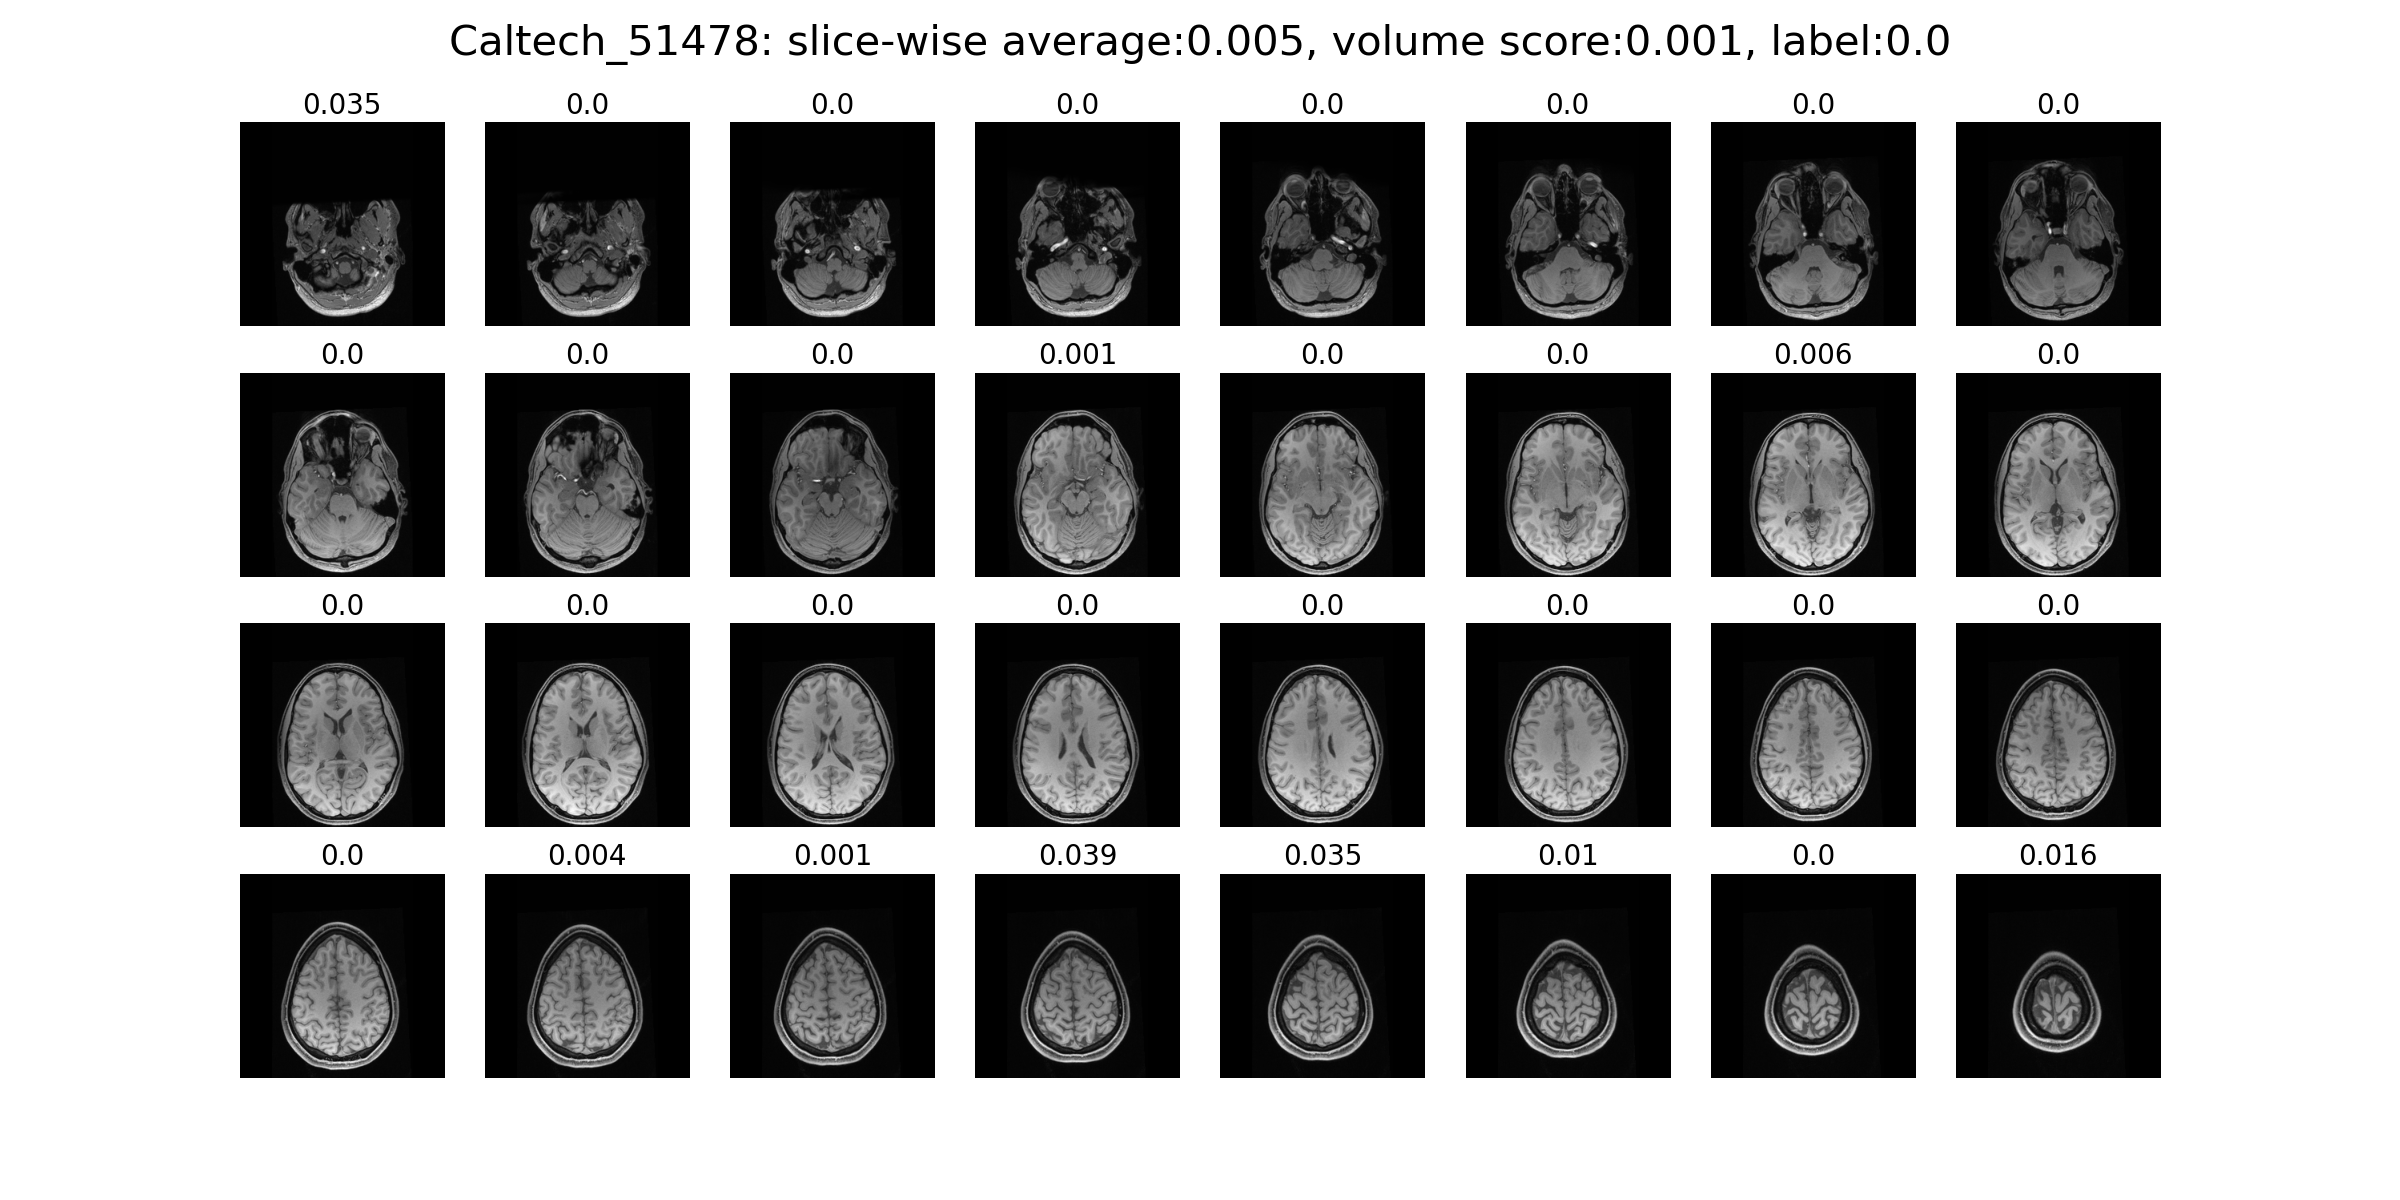 Caltech_51478: slice-wise average:0.005, volume score:0.001, label:0.0
0.035 0.0 0.0 0.0 0.0 0.0 0.0 0.0
0.0 0.0 0.0 0.001 0.0 0.0 0.006 0.0
0.0 0.0 0.0 0.0 0.0 0.0 0.0 0.0
0.0 0.004 0.001 0.039 0.035 0.01 0.0 0.016